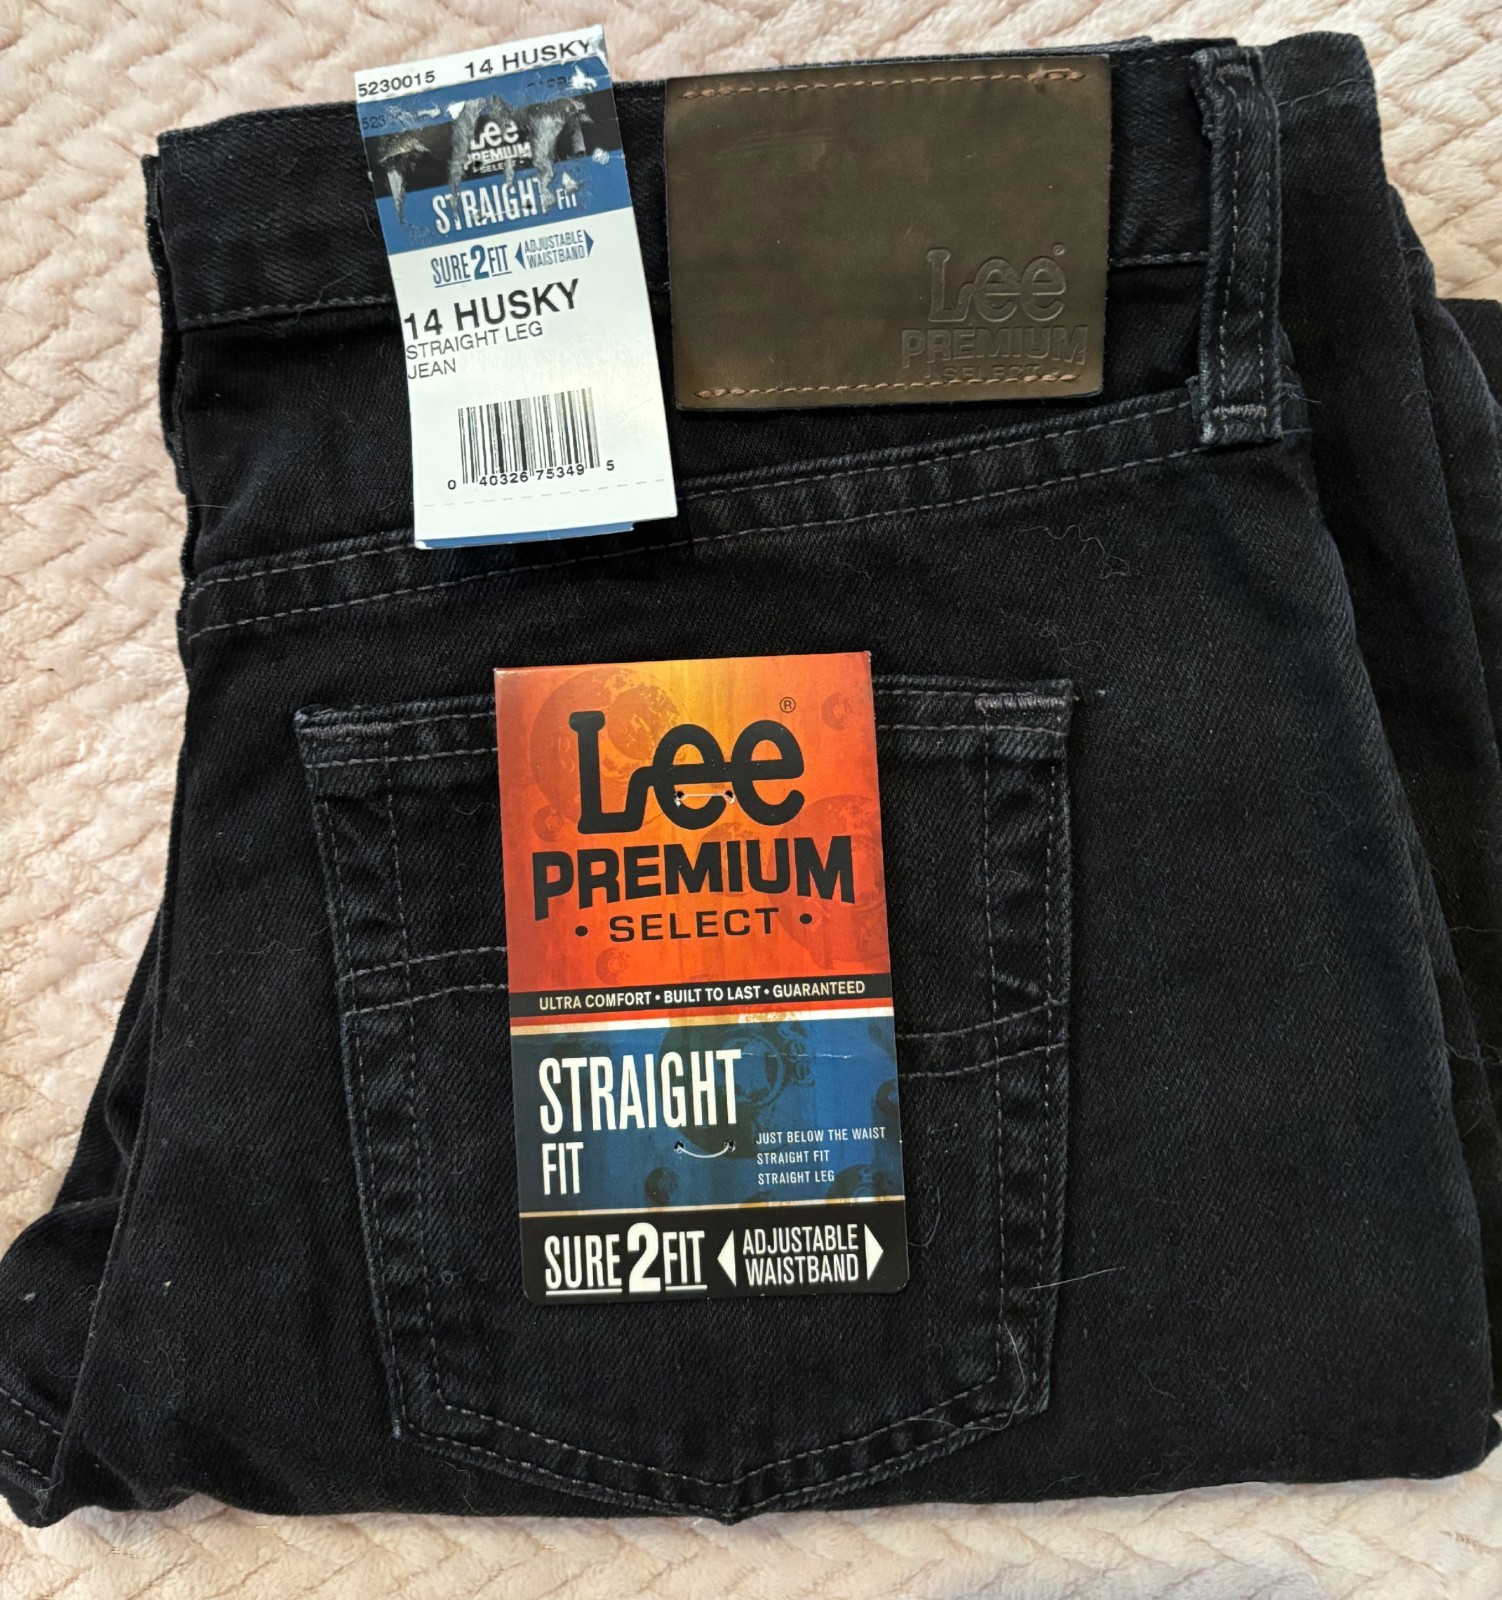 5230015 14 HUSKY
Lee
PREMIUM
SELECT
STRAIGHT FIT
SURE 2 FIT ADJUSTABLE
WAISTBAND
14 HUSKY
STRAIGHT LEG
JEAN
0 40326 75349 5
Lee®
PREMIUM
• SELECT •
Lee®
PREMIUM
• SELECT •
ULTRA COMFORT • BUILT TO LAST • GUARANTEED
STRAIGHT
FIT
JUST BELOW THE WAIST
STRAIGHT FIT
STRAIGHT LEG
SURE 2 FIT ADJUSTABLE
WAISTBAND